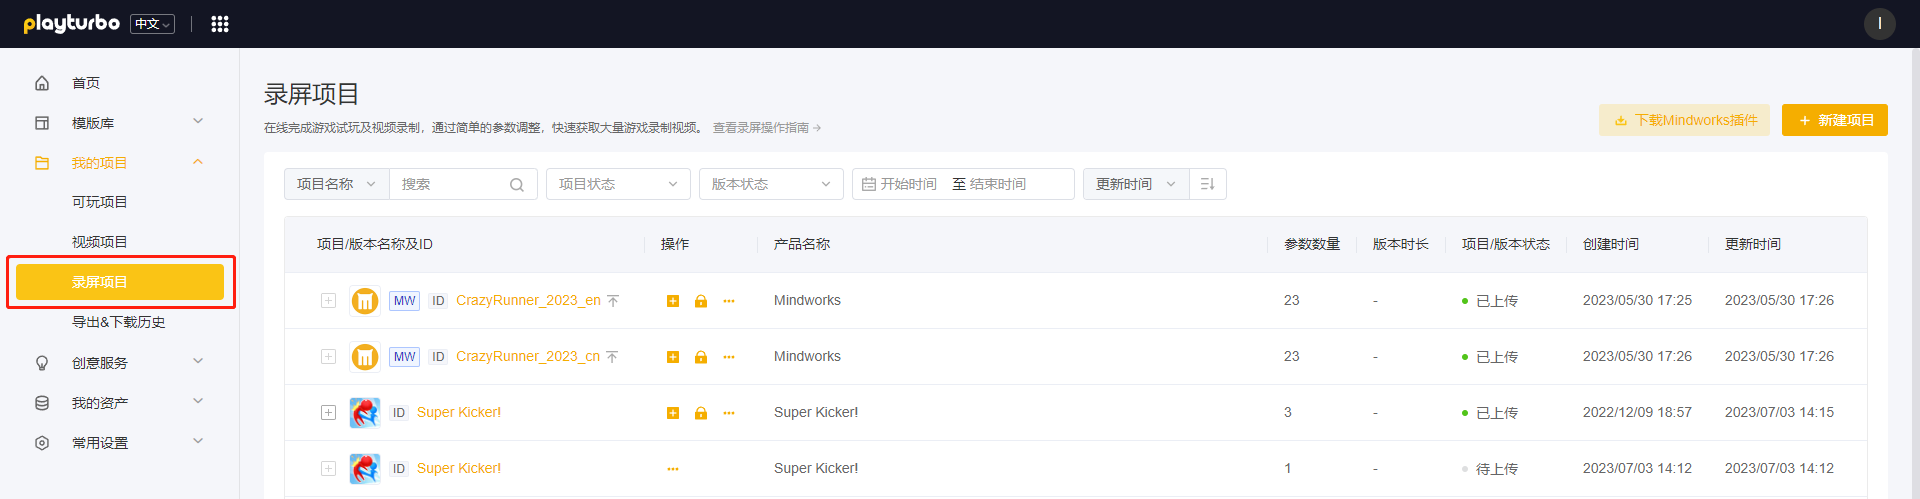 playturbo 中文
I
首页
模版库
我的项目
可玩项目
视频项目
录屏项目
导出&下载历史
创意服务
我的资产
常用设置
录屏项目
在线完成游戏试玩及视频录制，通过简单的参数调整，快速获取大量游戏录制视频。 查看录屏操作指南
下载Mindworks插件 新建项目
项目名称 搜索 项目状态 版本状态 开始时间 至 结束时间 更新时间
项目/版本名称及ID 操作 产品名称 参数数量 版本时长 项目/版本状态 创建时间 更新时间
MW ID CrazyRunner_2023_en Mindworks 23 - 已上传 2023/05/30 17:25 2023/05/30 17:26
MW ID CrazyRunner_2023_cn Mindworks 23 - 已上传 2023/05/30 17:26 2023/05/30 17:26
ID Super Kicker! Super Kicker! 3 - 已上传 2022/12/09 18:57 2023/07/03 14:15
ID Super Kicker! Super Kicker! 1 - 待上传 2023/07/03 14:12 2023/07/03 14:12